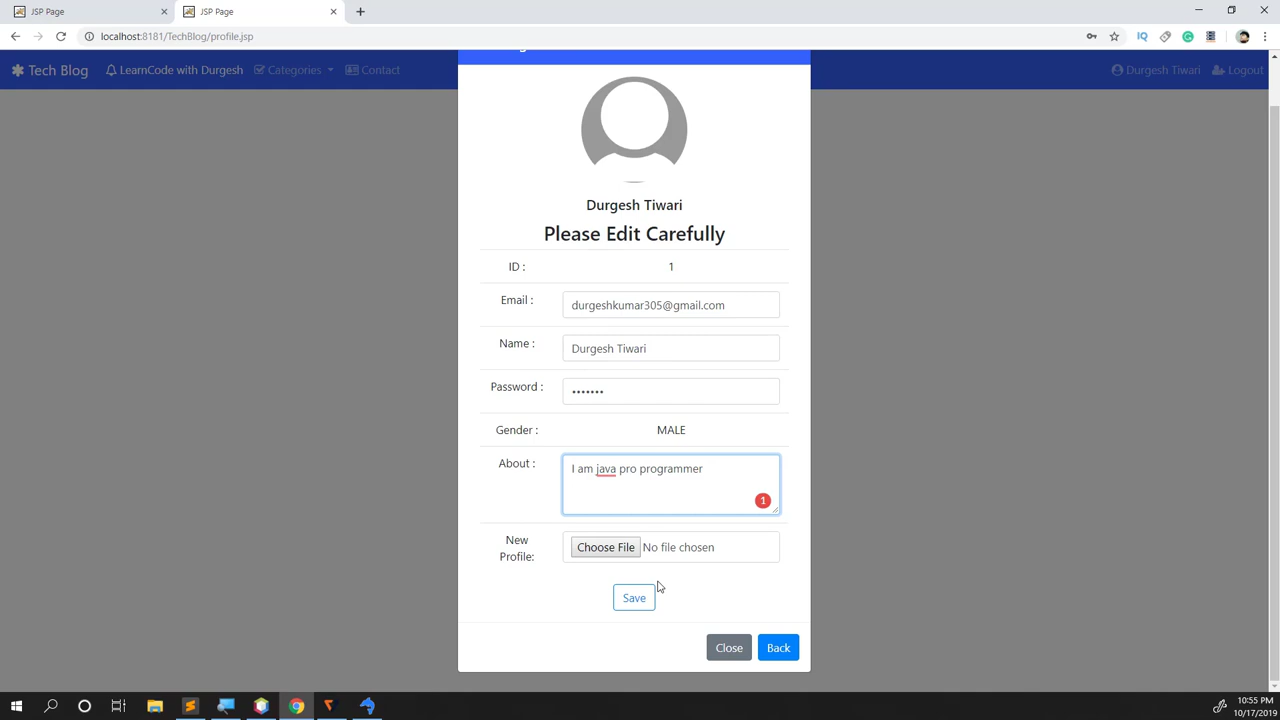 JSP Page
JSP Page
localhost:8181/TechBlog/profile.jsp
IQ
Tech Blog
LearnCode with Durgesh
Categories
Contact
Durgesh Tiwari
Logout
Durgesh Tiwari
Please Edit Carefully
ID :
1
Email :
durgeshkumar305@gmail.com
Name :
Durgesh Tiwari
Password :
•••••••
Gender :
MALE
About :
I am java pro programmer
1
New
Profile:
Choose File No file chosen
Save
Close
Back
10:55 PM
10/17/2019